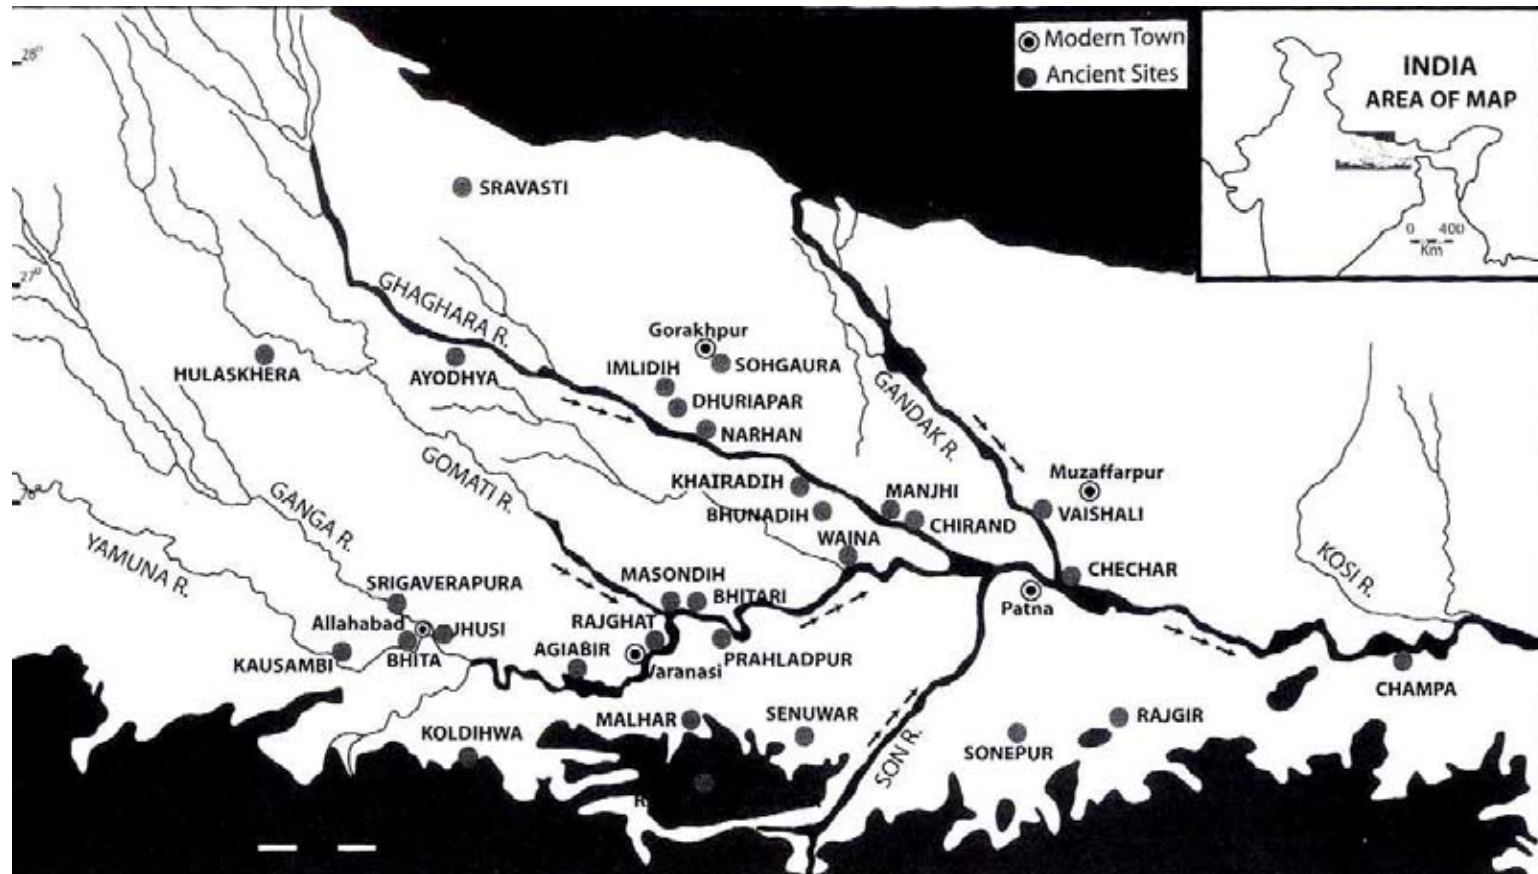 28°
Modern Town
Ancient Sites
INDIA
AREA OF MAP
0 400
Km
SRAVASTI
27°
GHAGHARA R.
HULASKHERA
AYODHYA
Gorakhpur
SOHGAURA
IMLIDIH
DHURIAPAR
NARHAN
GANDAK R.
GOMATI R.
KHAIRADIH
BHUNADIH
MANJHI
CHIRAND
Muzaffarpur
VAISHALI
GANGA R.
YAMUNA R.
WAINA
KOSI R.
CHECHAR
Patna
SRIGAVERAPURA
MASONDIH
BHITARI
Allahabad
JHUSI
RAJGHAT
KAUSAMBI
BHITA
AGIABIR
Varanasi
PRAHLADPUR
CHAMPA
MALHAR
SENUWAR
RAJGIR
KOLDIHWA
SONEPUR
SON R.